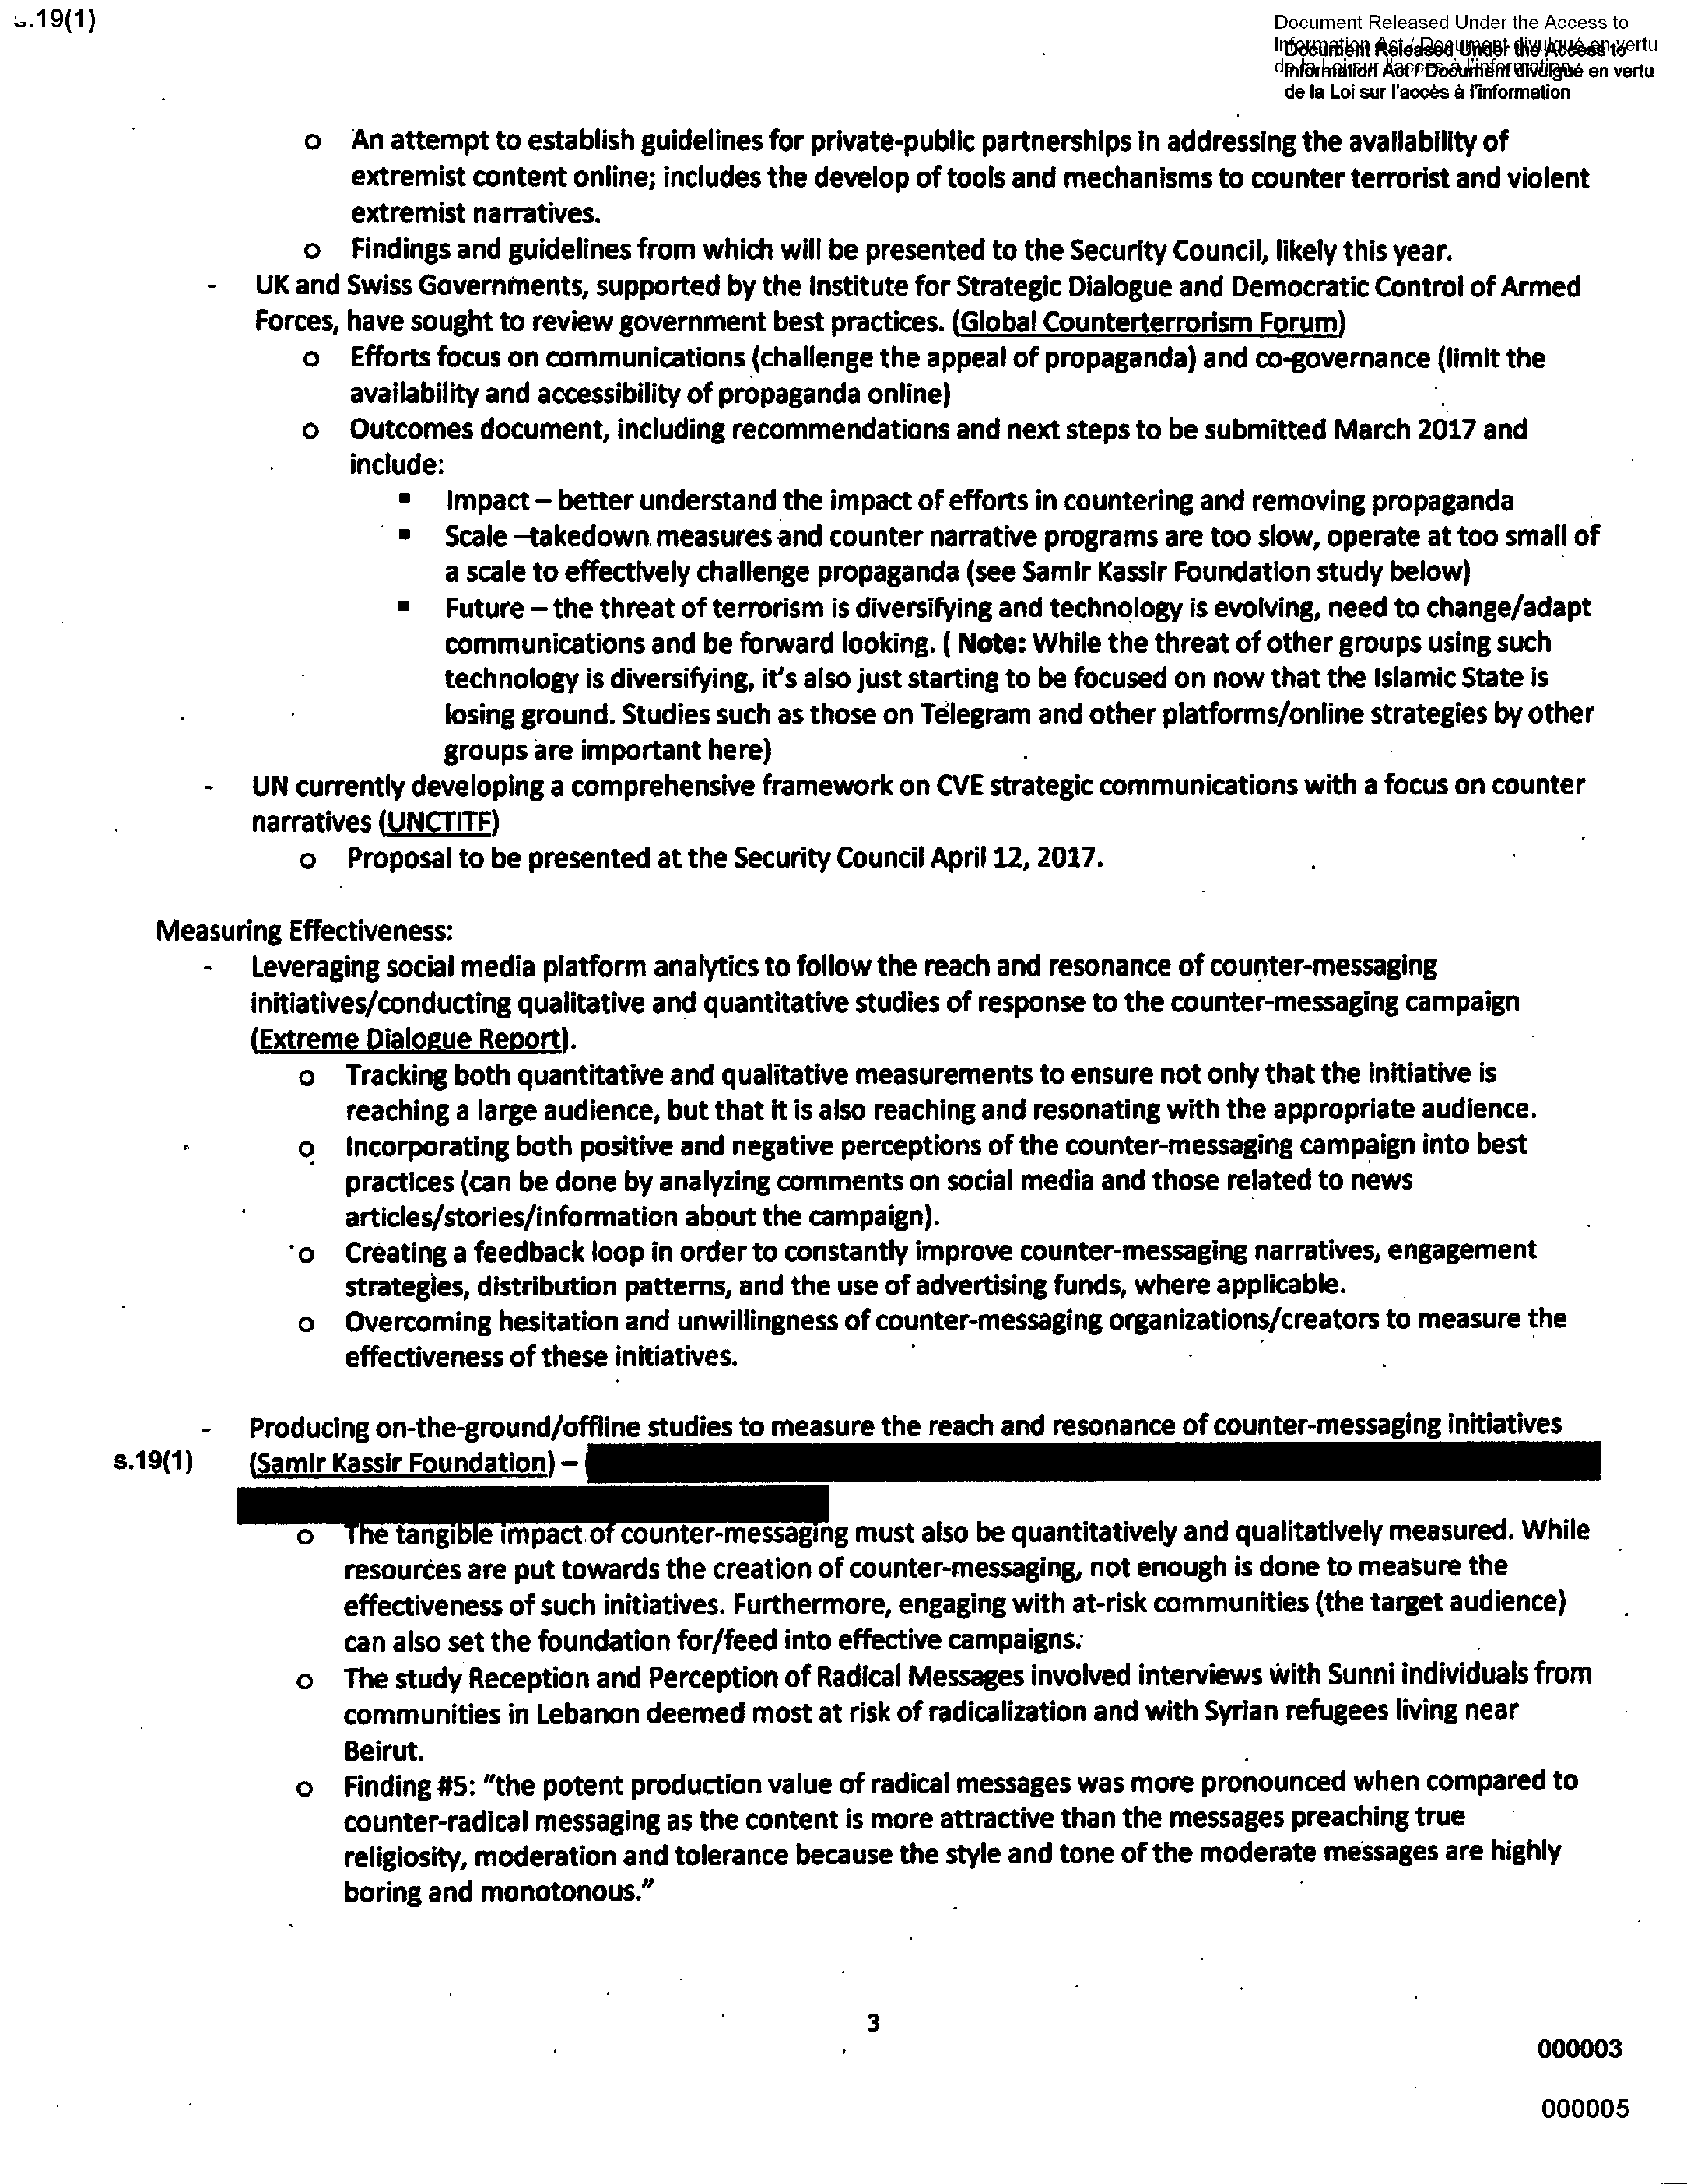 s.19(1)
Document Released Under the Access to
Information Act / Document divulgué en vertu
de la Loi sur l'accès à l'information
Document Released Under the Access to
Information Act / Document divulgué en vertu
de la Loi sur l'accès à l'information
o An attempt to establish guidelines for private-public partnerships in addressing the availability of
extremist content online; includes the develop of tools and mechanisms to counter terrorist and violent
extremist narratives.
o Findings and guidelines from which will be presented to the Security Council, likely this year.
- UK and Swiss Governments, supported by the Institute for Strategic Dialogue and Democratic Control of Armed
Forces, have sought to review government best practices. (Global Counterterrorism Forum)
o Efforts focus on communications (challenge the appeal of propaganda) and co-governance (limit the
availability and accessibility of propaganda online)
o Outcomes document, including recommendations and next steps to be submitted March 2017 and
include:
▪ Impact – better understand the impact of efforts in countering and removing propaganda
▪ Scale –takedown measures and counter narrative programs are too slow, operate at too small of
a scale to effectively challenge propaganda (see Samir Kassir Foundation study below)
▪ Future – the threat of terrorism is diversifying and technology is evolving, need to change/adapt
communications and be forward looking. ( Note: While the threat of other groups using such
technology is diversifying, it's also just starting to be focused on now that the Islamic State is
losing ground. Studies such as those on Telegram and other platforms/online strategies by other
groups are important here)
- UN currently developing a comprehensive framework on CVE strategic communications with a focus on counter
narratives (UNCTITF)
o Proposal to be presented at the Security Council April 12, 2017.
Measuring Effectiveness:
- Leveraging social media platform analytics to follow the reach and resonance of counter-messaging
initiatives/conducting qualitative and quantitative studies of response to the counter-messaging campaign
(Extreme Dialogue Report).
o Tracking both quantitative and qualitative measurements to ensure not only that the initiative is
reaching a large audience, but that it is also reaching and resonating with the appropriate audience.
o Incorporating both positive and negative perceptions of the counter-messaging campaign into best
practices (can be done by analyzing comments on social media and those related to news
articles/stories/information about the campaign).
o Creating a feedback loop in order to constantly improve counter-messaging narratives, engagement
strategies, distribution patterns, and the use of advertising funds, where applicable.
o Overcoming hesitation and unwillingness of counter-messaging organizations/creators to measure the
effectiveness of these initiatives.
- Producing on-the-ground/offline studies to measure the reach and resonance of counter-messaging initiatives
s.19(1) (Samir Kassir Foundation) –
o The tangible impact of counter-messaging must also be quantitatively and qualitatively measured. While
resources are put towards the creation of counter-messaging, not enough is done to measure the
effectiveness of such initiatives. Furthermore, engaging with at-risk communities (the target audience)
can also set the foundation for/feed into effective campaigns.
o The study Reception and Perception of Radical Messages involved interviews with Sunni individuals from
communities in Lebanon deemed most at risk of radicalization and with Syrian refugees living near
Beirut.
o Finding #5: "the potent production value of radical messages was more pronounced when compared to
counter-radical messaging as the content is more attractive than the messages preaching true
religiosity, moderation and tolerance because the style and tone of the moderate messages are highly
boring and monotonous."
3
000003
000005